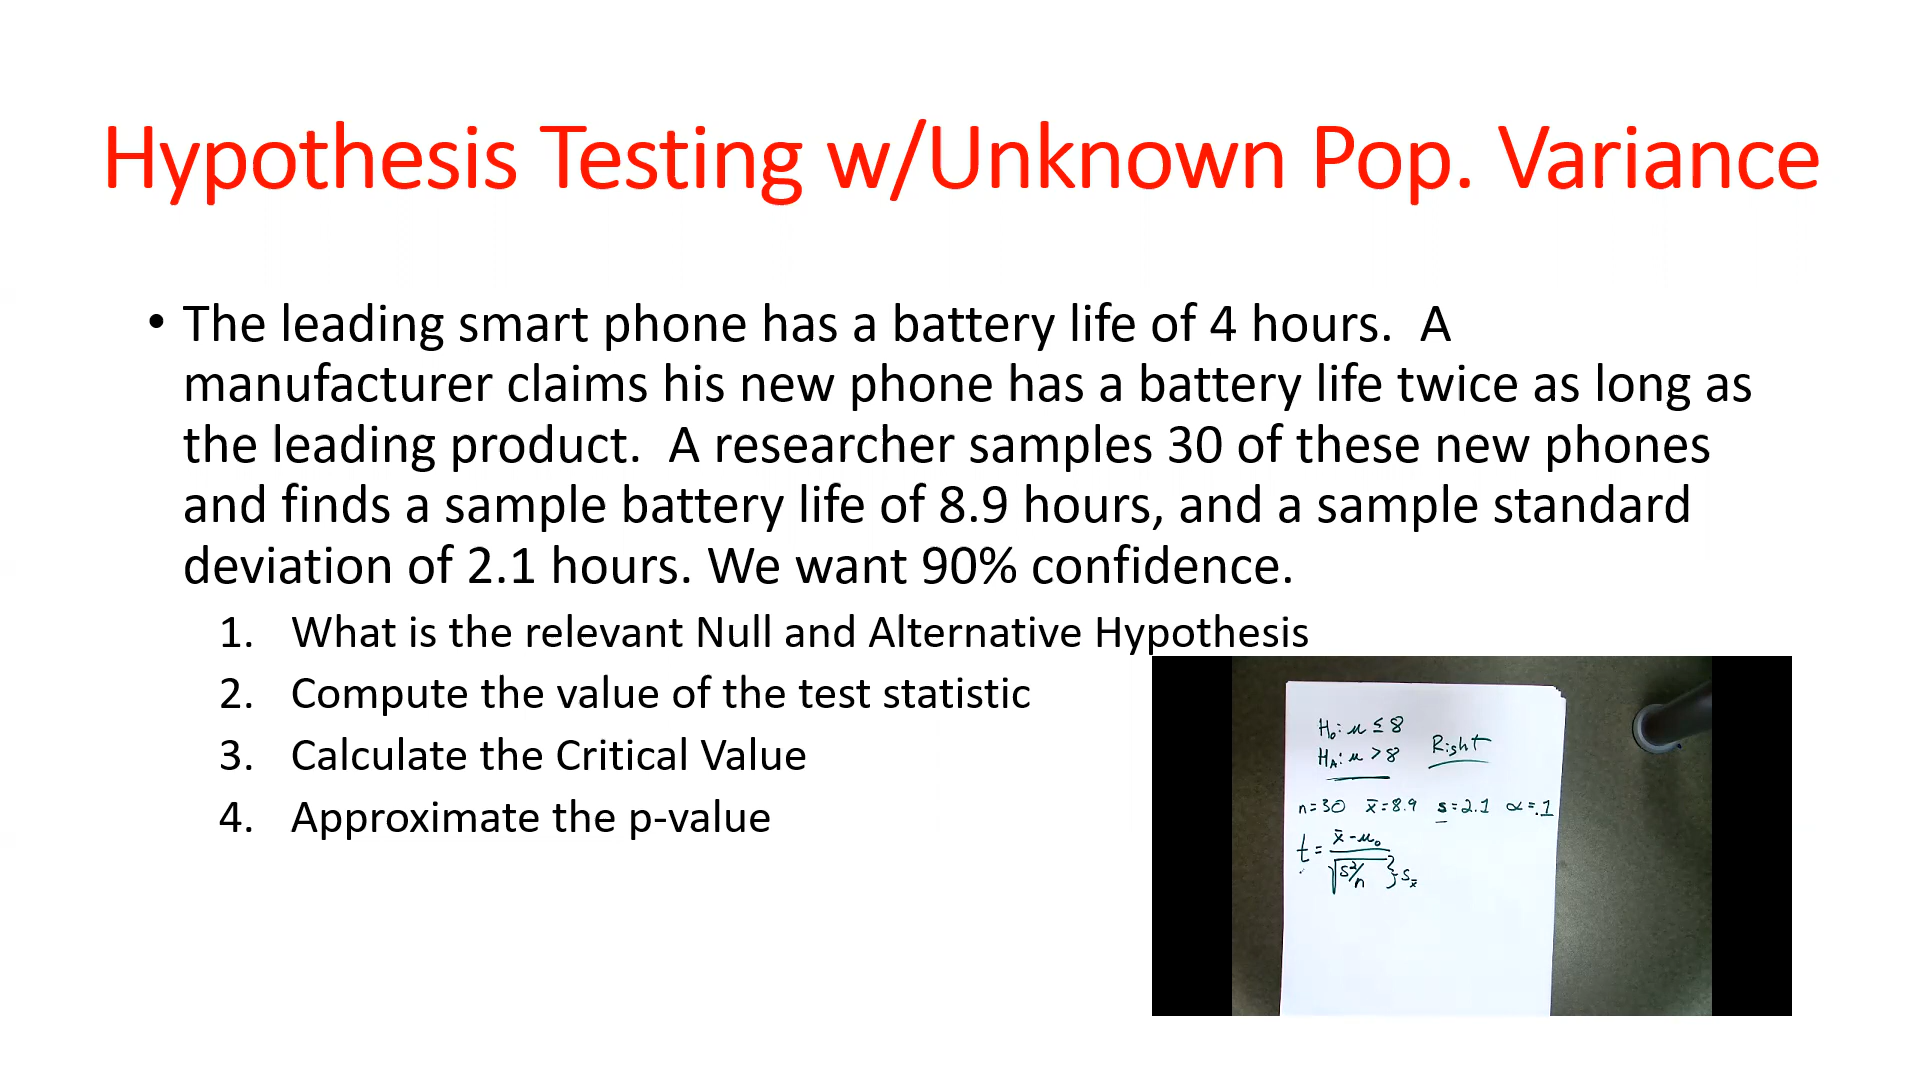 Hypothesis Testing w/Unknown Pop. Variance
• The leading smart phone has a battery life of 4 hours.  A
manufacturer claims his new phone has a battery life twice as long as
the leading product.  A researcher samples 30 of these new phones
and finds a sample battery life of 8.9 hours, and a sample standard
deviation of 2.1 hours. We want 90% confidence.
1. What is the relevant Null and Alternative Hypothesis
2. Compute the value of the test statistic
3. Calculate the Critical Value
4. Approximate the p-value
H₀: μ ≤ 8
H_A: μ > 8 Right
n=30 x̄=8.9 s=2.1 α=.1
t = x̄-μ₀
√s²/n } s_x̄